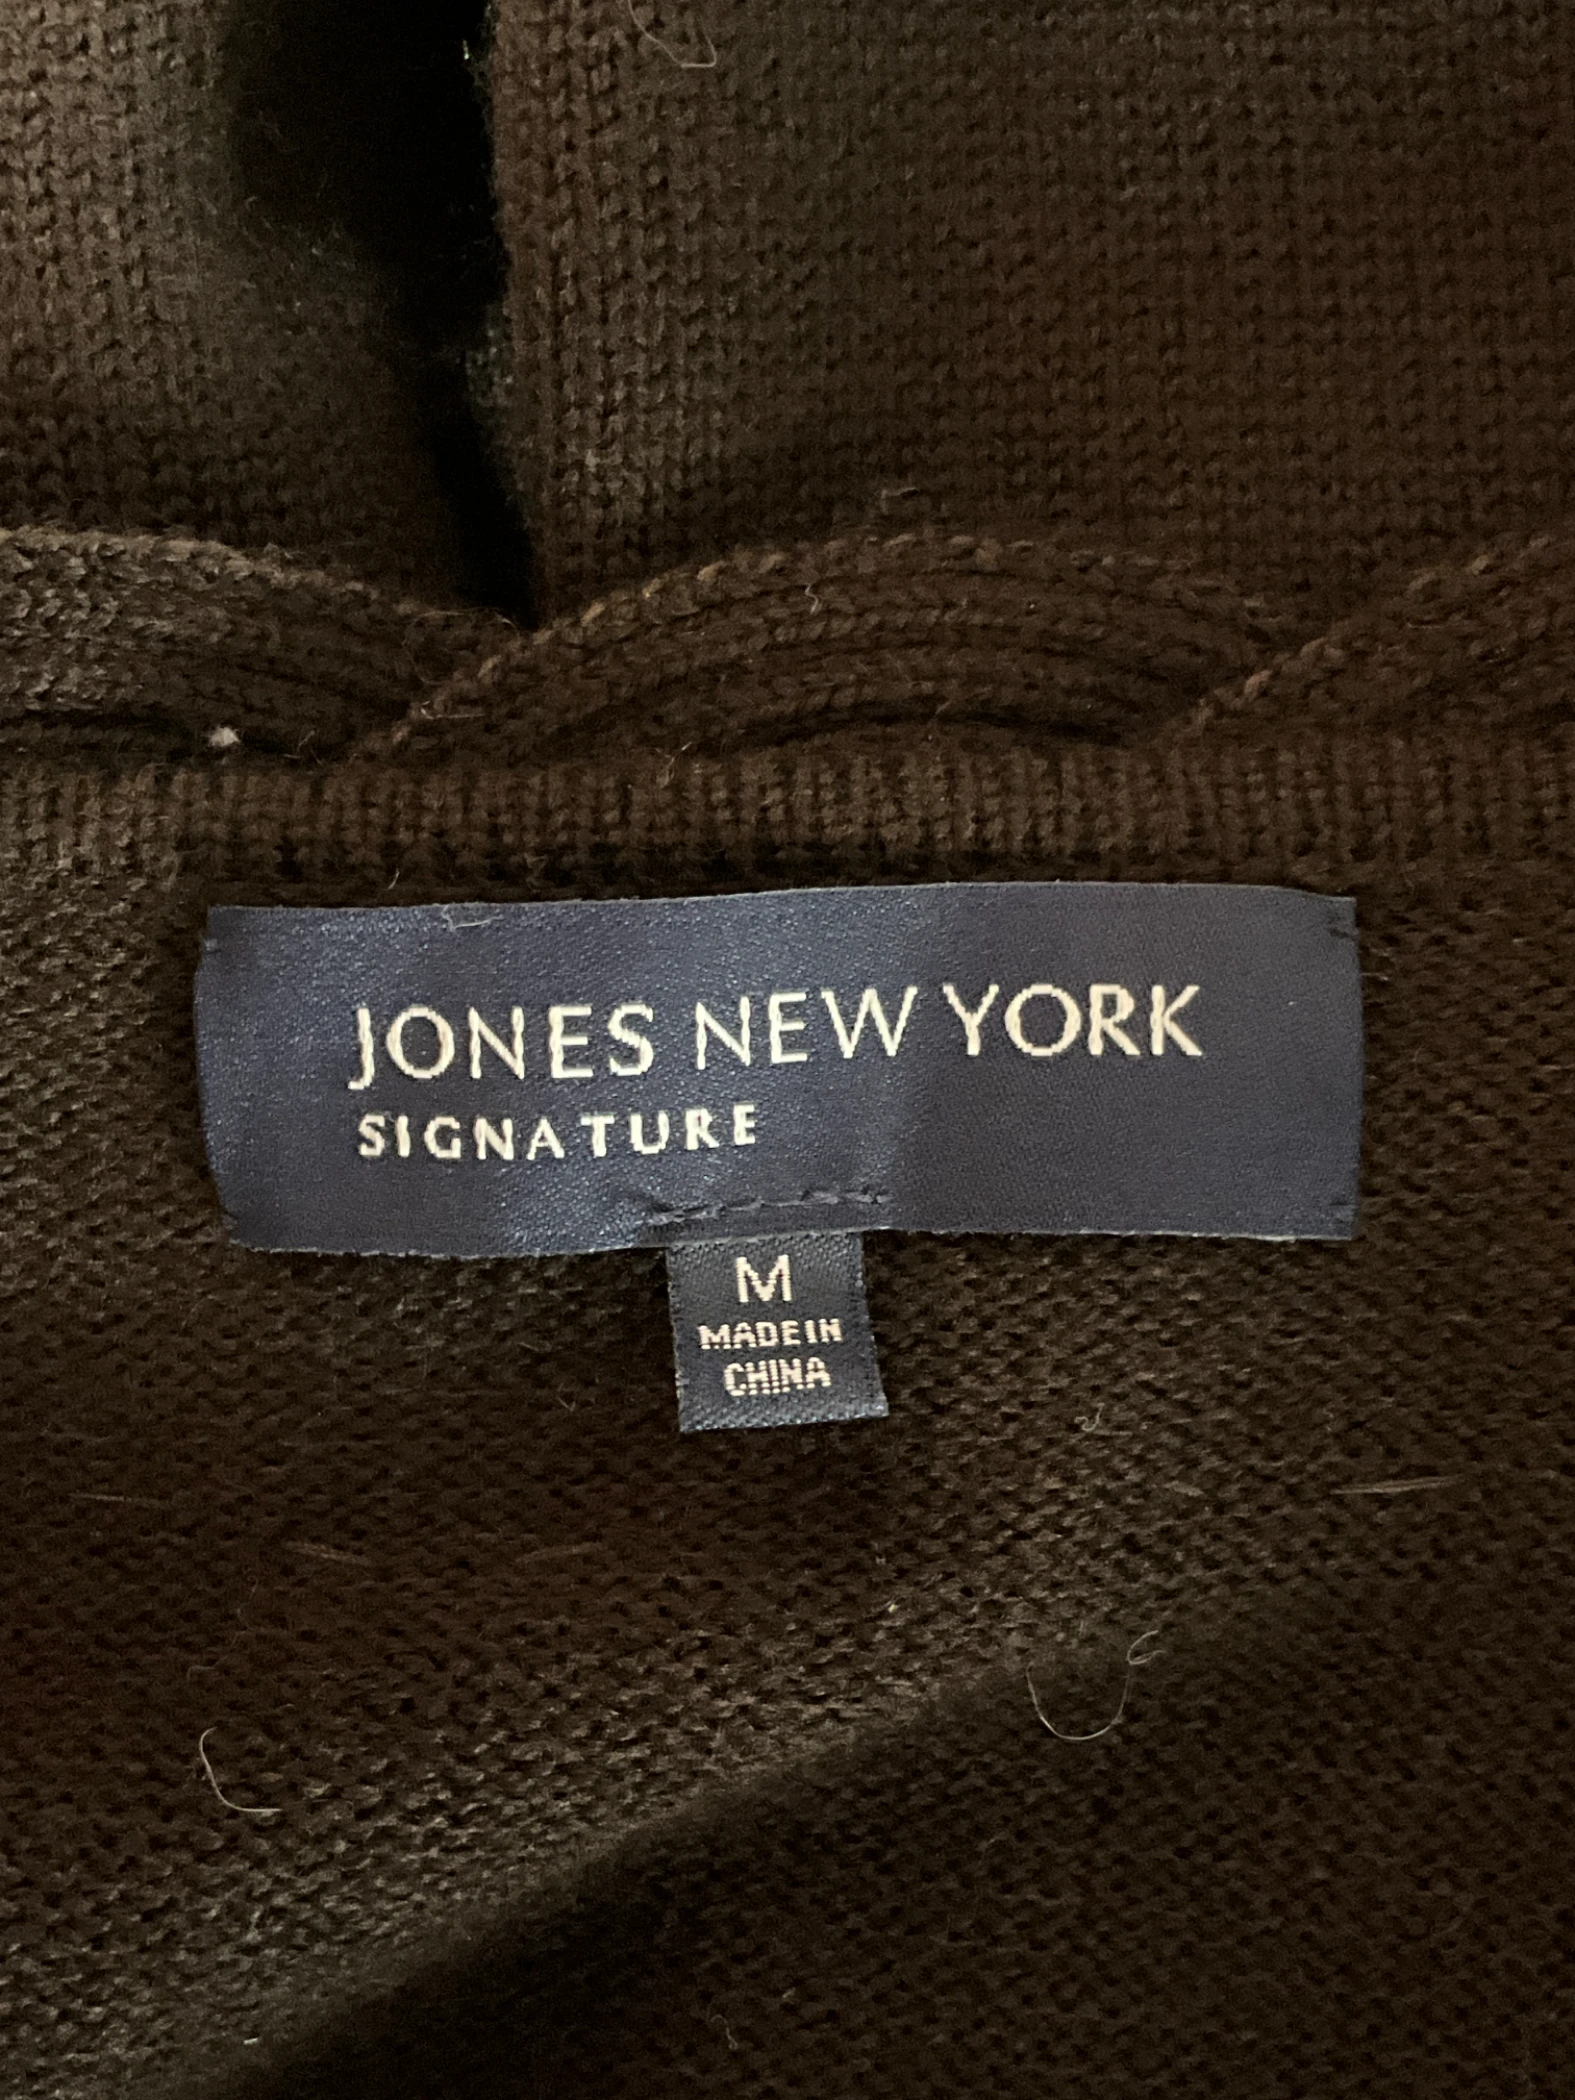 JONES NEW YORK
SIGNATURE
M
MADE IN
CHINA